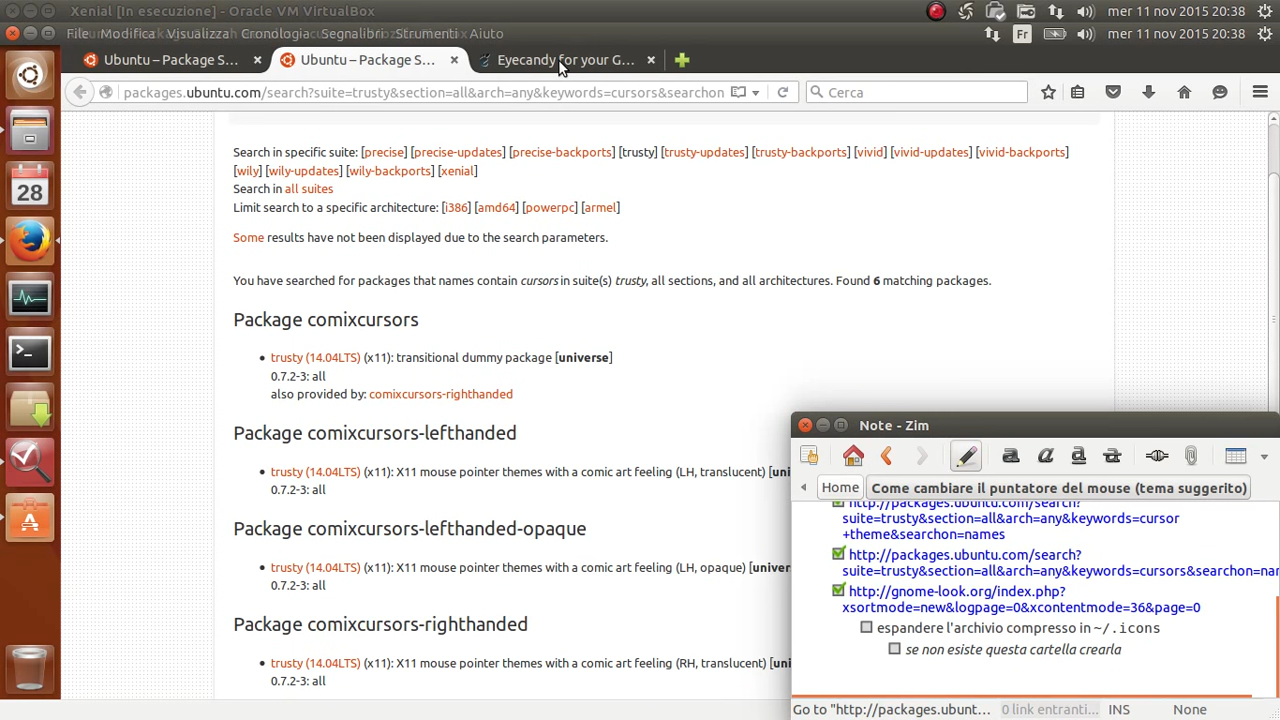 Xenial [In esecuzione] - Oracle VM VirtualBox
mer 11 nov 2015 20:38
File Modifica Visualizza Cronologia Segnalibri Strumenti Aiuto
Fr
mer 11 nov 2015 20:38
Ubuntu – Package S...
Ubuntu – Package S...
Eyecandy for your G...
packages.ubuntu.com/search?suite=trusty&section=all&arch=any&keywords=cursors&searchon
Cerca
Search in specific suite: [precise] [precise-updates] [precise-backports] [trusty] [trusty-updates] [trusty-backports] [vivid] [vivid-updates] [vivid-backports]
[wily] [wily-updates] [wily-backports] [xenial]
Search in all suites
Limit search to a specific architecture: [i386] [amd64] [powerpc] [armel]
Some results have not been displayed due to the search parameters.
You have searched for packages that names contain cursors in suite(s) trusty, all sections, and all architectures. Found 6 matching packages.
Package comixcursors
trusty (14.04LTS) (x11): transitional dummy package [universe]
0.7.2-3: all
also provided by: comixcursors-righthanded
Package comixcursors-lefthanded
trusty (14.04LTS) (x11): X11 mouse pointer themes with a comic art feeling (LH, translucent) [uni
0.7.2-3: all
Package comixcursors-lefthanded-opaque
trusty (14.04LTS) (x11): X11 mouse pointer themes with a comic art feeling (LH, opaque) [univer
0.7.2-3: all
Package comixcursors-righthanded
trusty (14.04LTS) (x11): X11 mouse pointer themes with a comic art feeling (RH, translucent) [uni
0.7.2-3: all
28
Note - Zim
Home
Come cambiare il puntatore del mouse (tema suggerito)
http://packages.ubuntu.com/search?
suite=trusty&section=all&arch=any&keywords=cursor
+theme&searchon=names
http://packages.ubuntu.com/search?
suite=trusty&section=all&arch=any&keywords=cursors&searchon=nam
http://gnome-look.org/index.php?
xsortmode=new&logpage=0&xcontentmode=36&page=0
espandere l'archivio compresso in ~/.icons
se non esiste questa cartella crearla
Go to "http://packages.ubunt...
0 link entranti...
INS
None